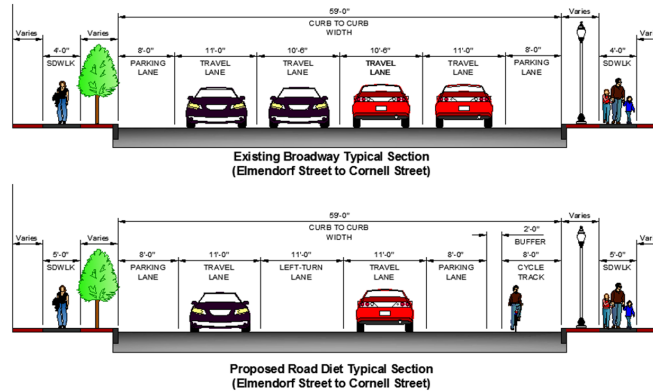 59'-0"
CURB TO CURB
WIDTH
Varies
4'-0"
SDWLK
Varies
8'-0"
PARKING
LANE
11'-0"
TRAVEL
LANE
10'-6"
TRAVEL
LANE
10'-6"
TRAVEL
LANE
11'-0"
TRAVEL
LANE
8'-0"
PARKING
LANE
Varies
4'-0"
SDWLK
Varies
Existing Broadway Typical Section
(Elmendorf Street to Cornell Street)
59'-0"
CURB TO CURB
WIDTH
Varies
5'-0"
SDWLK
Varies
8'-0"
PARKING
LANE
11'-0"
TRAVEL
LANE
11'-0"
LEFT-TURN
LANE
11'-0"
TRAVEL
LANE
8'-0"
PARKING
LANE
2'-0"
BUFFER
8'-0"
CYCLE
TRACK
Varies
5'-0"
SDWLK
Varies
Proposed Road Diet Typical Section
(Elmendorf Street to Cornell Street)